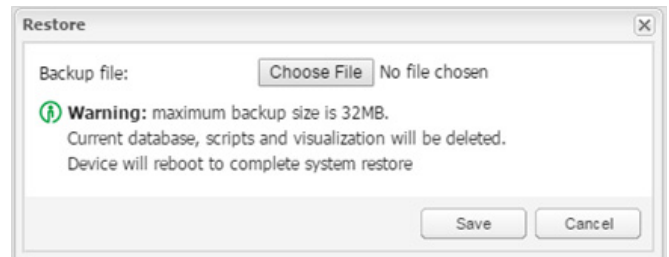 Restore
Backup file: Choose File No file chosen
Warning: maximum backup size is 32MB.
Current database, scripts and visualization will be deleted.
Device will reboot to complete system restore
Save Cancel